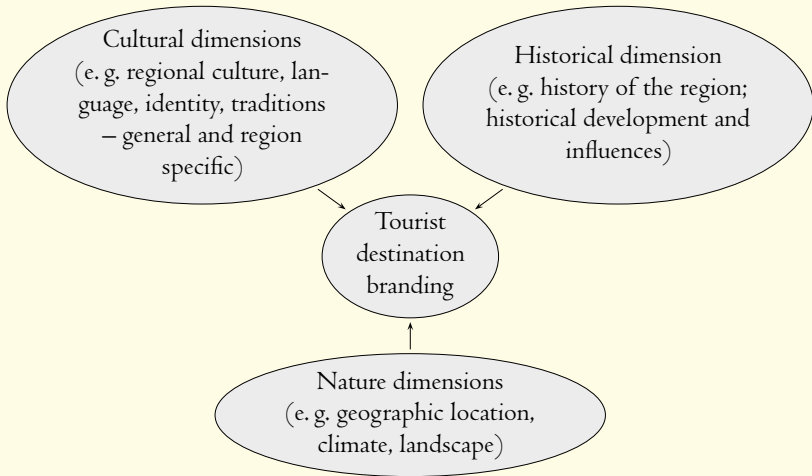 Cultural dimensions
(e. g. regional culture, lan-
guage, identity, traditions
– general and region
specific)
Historical dimension
(e. g. history of the region;
historical development and
influences)
Tourist
destination
branding
Nature dimensions
(e. g. geographic location,
climate, landscape)